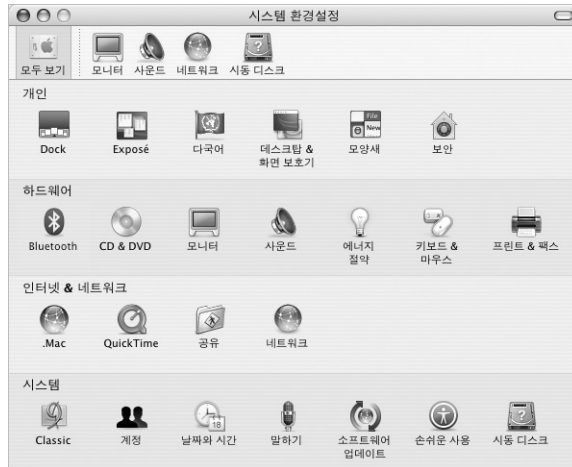 시스템 환경설정
모두 보기 모니터 사운드 네트워크 시동 디스크
개인
Dock Exposé 다국어 데스크탑 & 화면 보호기 모양새 보안
하드웨어
Bluetooth CD & DVD 모니터 사운드 에너지 절약 키보드 & 마우스 프린트 & 팩스
인터넷 & 네트워크
.Mac QuickTime 공유 네트워크
시스템
Classic 계정 날짜와 시간 말하기 소프트웨어 업데이트 손쉬운 사용 시동 디스크